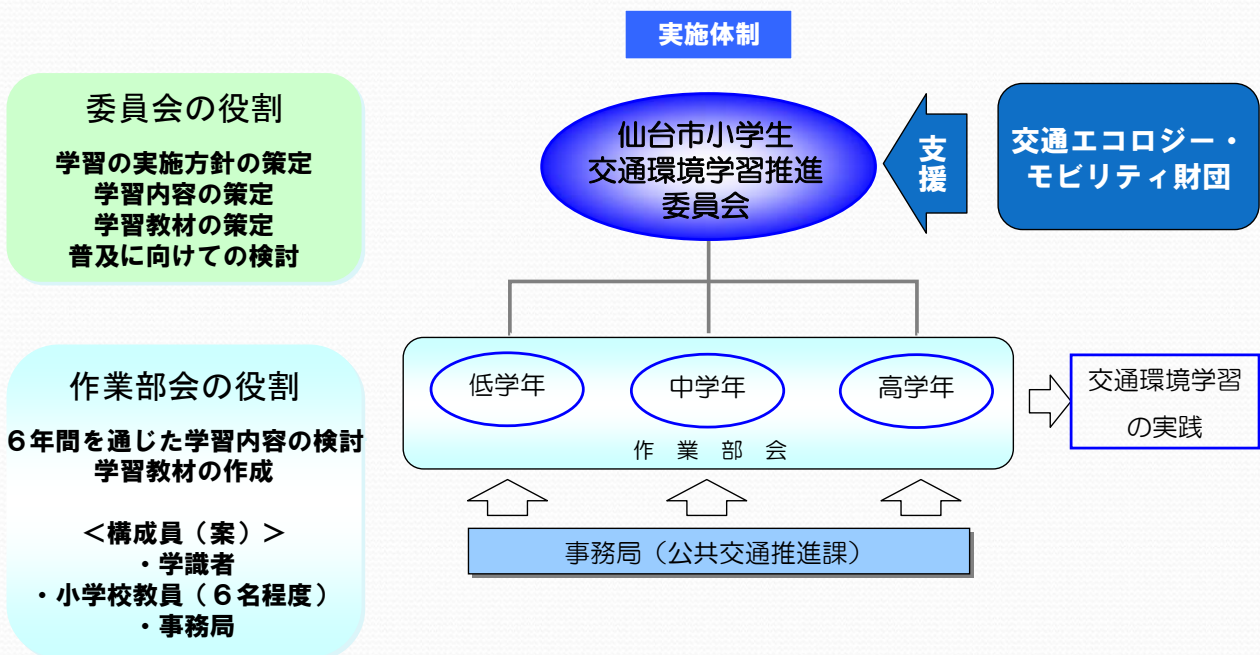 実施体制
委員会の役割
学習の実施方針の策定
学習内容の策定
学習教材の策定
普及に向けての検討
仙台市小学生
交通環境学習推進
委員会
支援
交通エコロジー・
モビリティ財団
作業部会の役割
６年間を通じた学習内容の検討
学習教材の作成
＜構成員（案）＞
・学識者
・小学校教員（６名程度）
・事務局
低学年
中学年
高学年
作　業　部　会
交通環境学習
の実践
事務局（公共交通推進課）